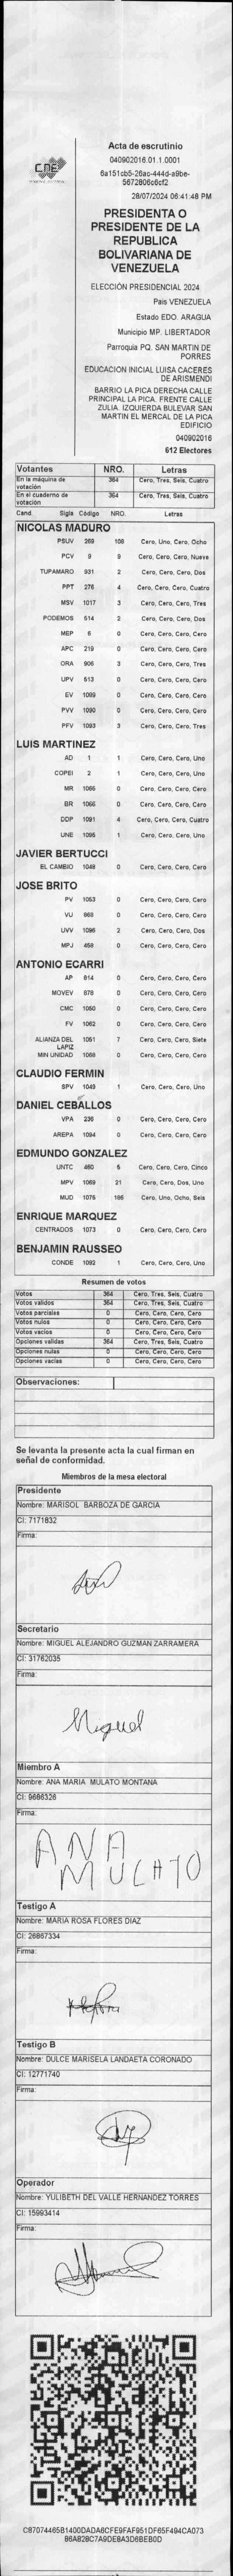 CNE
Acta de escrutinio
040902016.01.1.0001
6a151cb5-26ac-444d-a9be-
5672806c6cf2
28/07/2024 06:41:48 PM
PRESIDENTA O
PRESIDENTE DE LA
REPUBLICA
BOLIVARIANA DE
VENEZUELA
ELECCIÓN PRESIDENCIAL 2024
Pais VENEZUELA
Estado EDO. ARAGUA
Municipio MP. LIBERTADOR
Parroquia PQ. SAN MARTIN DE
PORRES
EDUCACION INICIAL LUISA CACERES
DE ARISMENDI
BARRIO LA PICA DERECHA CALLE
PRINCIPAL LA PICA. FRENTE CALLE
ZULIA. IZQUIERDA BULEVAR SAN
MARTIN EL MERCAL DE LA PICA
EDIFICIO
040902016
612 Electores
Votantes NRO. Letras
En la máquina de votación 364 Cero, Tres, Seis, Cuatro
En el cuaderno de votación 364 Cero, Tres, Seis, Cuatro
Cand. Sigla Código NRO. Letras
NICOLAS MADURO
PSUV 269 108 Cero, Uno, Cero, Ocho
PCV 9 9 Cero, Cero, Cero, Nueve
TUPAMARO 931 2 Cero, Cero, Cero, Dos
PPT 276 4 Cero, Cero, Cero, Cuatro
MSV 1017 3 Cero, Cero, Cero, Tres
PODEMOS 514 2 Cero, Cero, Cero, Dos
MEP 6 0 Cero, Cero, Cero, Cero
APC 219 0 Cero, Cero, Cero, Cero
ORA 906 3 Cero, Cero, Cero, Tres
UPV 513 0 Cero, Cero, Cero, Cero
EV 1099 0 Cero, Cero, Cero, Cero
PVV 1090 0 Cero, Cero, Cero, Cero
PFV 1093 3 Cero, Cero, Cero, Tres
LUIS MARTINEZ
AD 1 1 Cero, Cero, Cero, Uno
COPEI 2 1 Cero, Cero, Cero, Uno
MR 1065 0 Cero, Cero, Cero, Cero
BR 1066 0 Cero, Cero, Cero, Cero
DDP 1091 4 Cero, Cero, Cero, Cuatro
UNE 1095 1 Cero, Cero, Cero, Uno
JAVIER BERTUCCI
EL CAMBIO 1048 0 Cero, Cero, Cero, Cero
JOSE BRITO
PV 1053 0 Cero, Cero, Cero, Cero
VU 868 0 Cero, Cero, Cero, Cero
UVV 1096 2 Cero, Cero, Cero, Dos
MPJ 458 0 Cero, Cero, Cero, Cero
ANTONIO ECARRI
AP 814 0 Cero, Cero, Cero, Cero
MOVEV 878 0 Cero, Cero, Cero, Cero
CMC 1050 0 Cero, Cero, Cero, Cero
FV 1062 0 Cero, Cero, Cero, Cero
ALIANZA DEL LAPIZ 1051 7 Cero, Cero, Cero, Siete
MIN UNIDAD 1068 0 Cero, Cero, Cero, Cero
CLAUDIO FERMIN
SPV 1049 1 Cero, Cero, Cero, Uno
DANIEL CEBALLOS
VPA 236 0 Cero, Cero, Cero, Cero
AREPA 1094 0 Cero, Cero, Cero, Cero
EDMUNDO GONZALEZ
UNTC 460 5 Cero, Cero, Cero, Cinco
MPV 1069 21 Cero, Cero, Dos, Uno
MUD 1075 186 Cero, Uno, Ocho, Seis
ENRIQUE MARQUEZ
CENTRADOS 1073 0 Cero, Cero, Cero, Cero
BENJAMIN RAUSSEO
CONDE 1092 1 Cero, Cero, Cero, Uno
Resumen de votos
Votos 364 Cero, Tres, Seis, Cuatro
Votos validos 364 Cero, Tres, Seis, Cuatro
Votos parciales 0 Cero, Cero, Cero, Cero
Votos nulos 0 Cero, Cero, Cero, Cero
Votos vacios 0 Cero, Cero, Cero, Cero
Opciones validas 364 Cero, Tres, Seis, Cuatro
Opciones nulas 0 Cero, Cero, Cero, Cero
Opciones vacias 0 Cero, Cero, Cero, Cero
Observaciones:
Se levanta la presente acta la cual firman en
señal de conformidad.
Miembros de la mesa electoral
Presidente
Nombre: MARISOL BARBOZA DE GARCIA
CI: 7171832
Firma:
Secretario
Nombre: MIGUEL ALEJANDRO GUZMAN ZARRAMERA
CI: 31762035
Firma:
Miguel
Miembro A
Nombre: ANA MARIA MULATO MONTANA
CI: 9686326
Firma:
ANA
MULATO
Testigo A
Nombre: MARIA ROSA FLORES DIAZ
CI: 26867334
Firma:
Testigo B
Nombre: DULCE MARISELA LANDAETA CORONADO
CI: 12771740
Firma:
Operador
Nombre: YULIBETH DEL VALLE HERNANDEZ TORRES
CI: 15993414
Firma:
C87074465B1400DADA6CFE9FAF951DF65F494CA073
86AB28C7A9DE8A3D6BEB0D